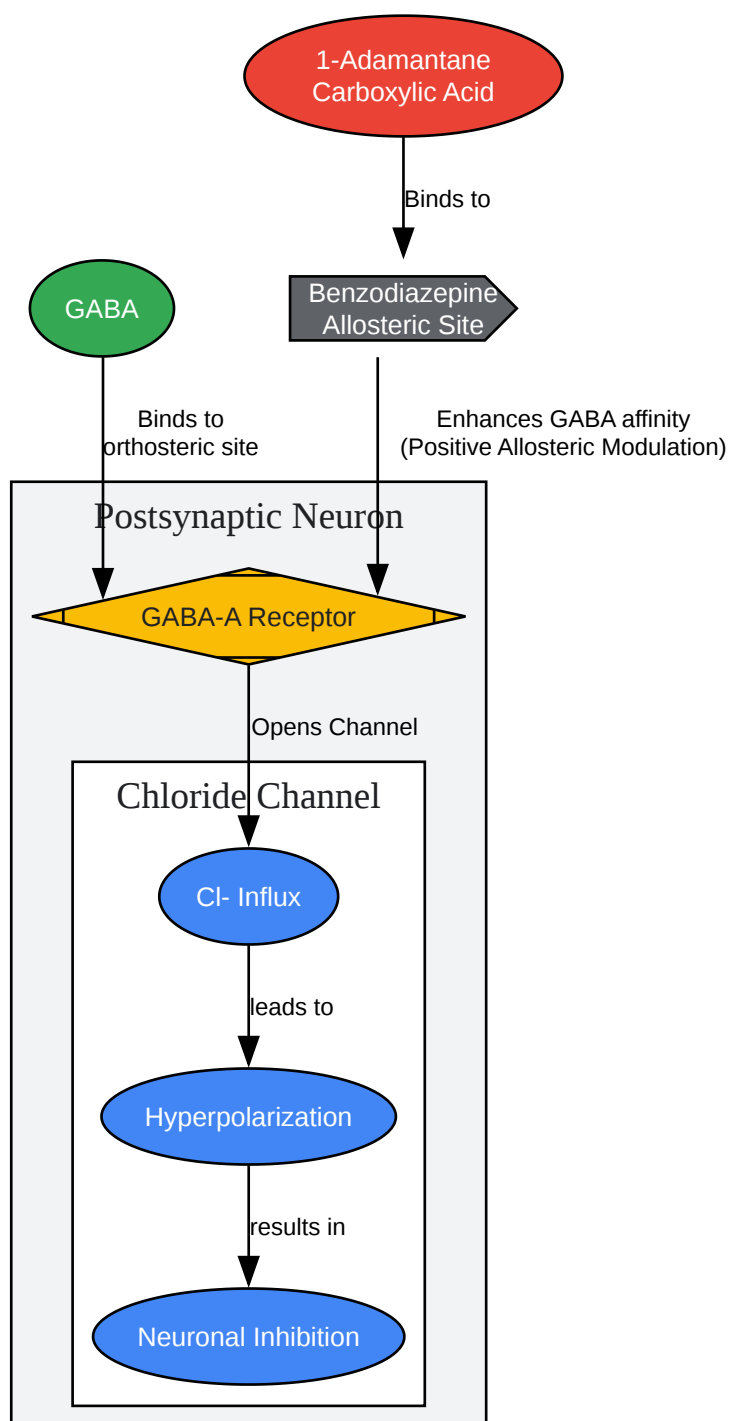 1-Adamantane
Carboxylic Acid
Binds to
GABA
Benzodiazepine
Allosteric Site
Binds to
orthosteric site
Enhances GABA affinity
(Positive Allosteric Modulation)
Postsynaptic Neuron
GABA-A Receptor
Opens Channel
Chloride Channel
Cl- Influx
leads to
Hyperpolarization
results in
Neuronal Inhibition